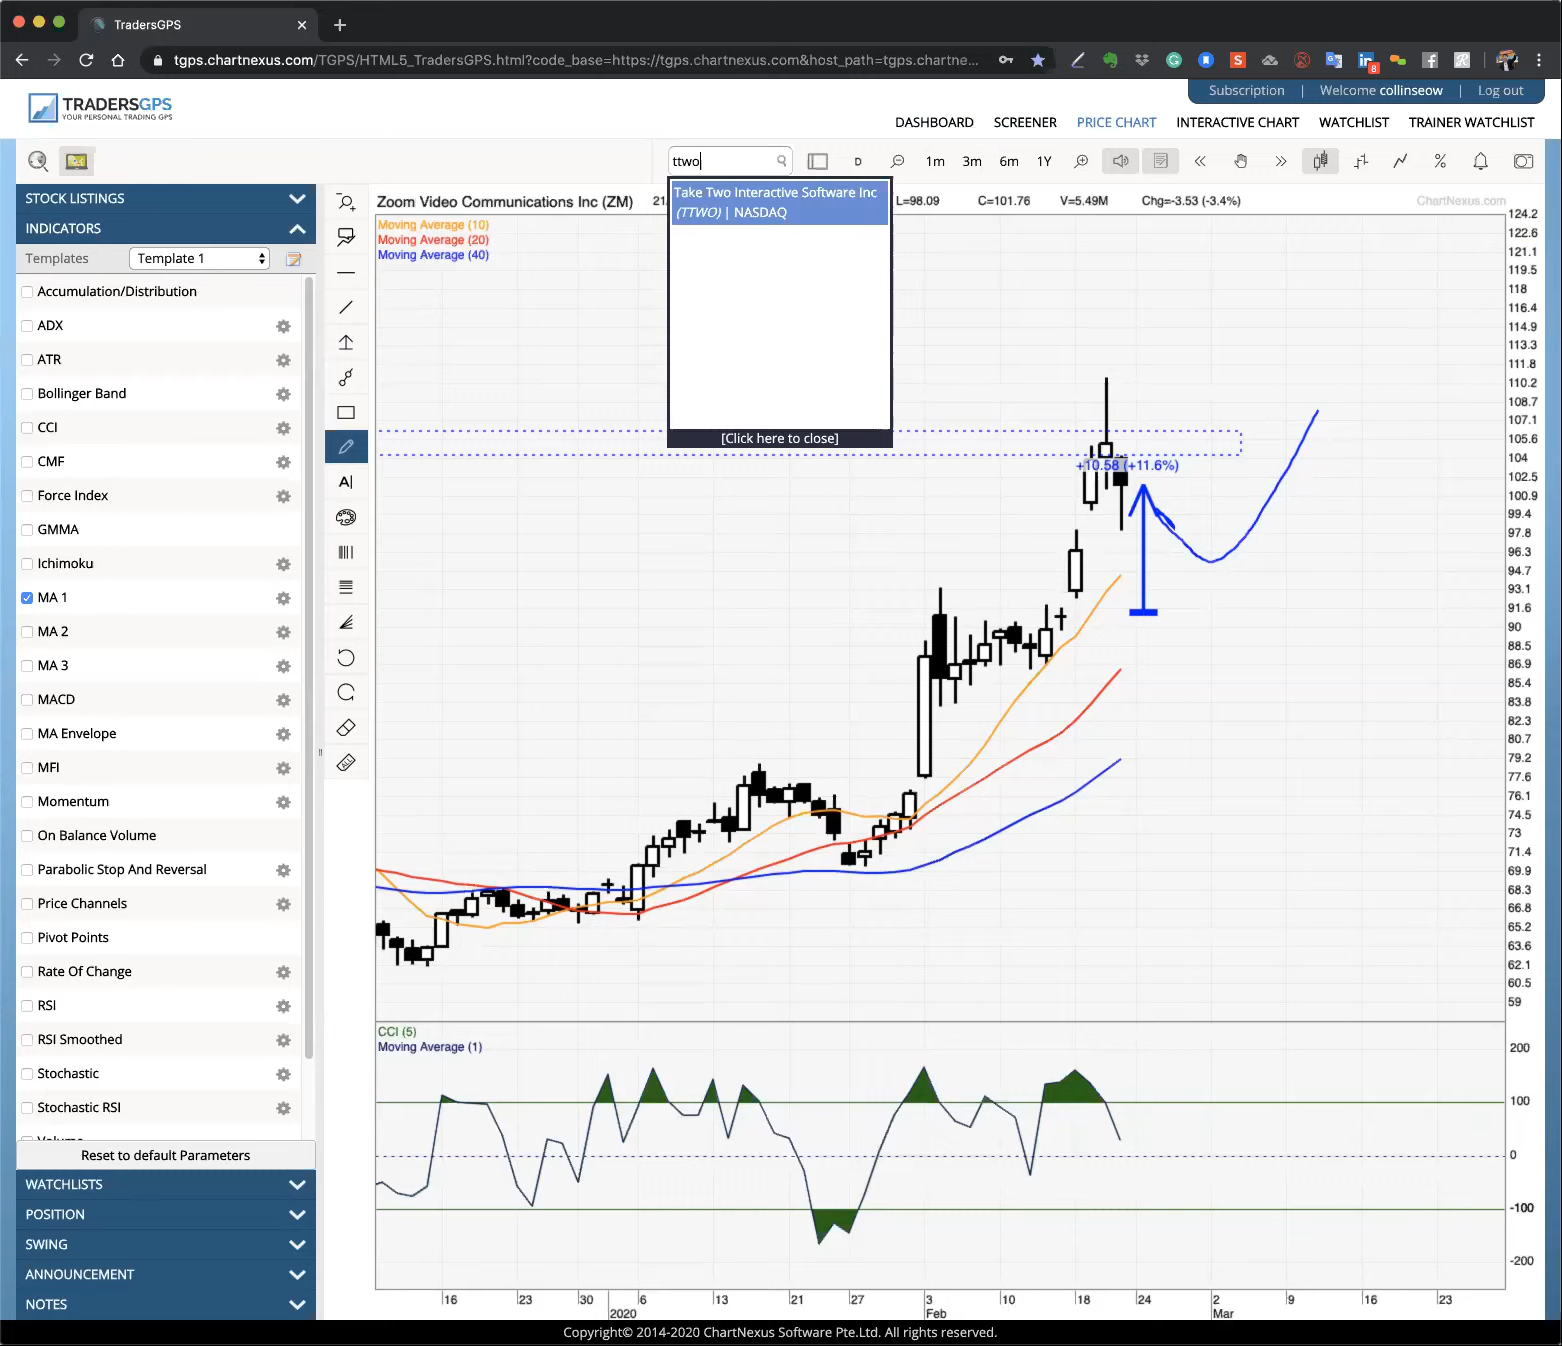 TradersGPS
tgps.chartnexus.com/TGPS/HTML5_TradersGPS.html?code_base=https://tgps.chartnexus.com&host_path=tgps.chartne...
8
Subscription | Welcome collinseow | Log out
TRADERSGPS
YOUR PERSONAL TRADING GPS
DASHBOARD SCREENER PRICE CHART INTERACTIVE CHART WATCHLIST TRAINER WATCHLIST
ttwo D 1m 3m 6m 1Y
Take Two Interactive Software Inc
(TTWO) | NASDAQ
[Click here to close]
STOCK LISTINGS
INDICATORS
Templates Template 1
Accumulation/Distribution
ADX
ATR
Bollinger Band
CCI
CMF
Force Index
GMMA
Ichimoku
MA 1
MA 2
MA 3
MACD
MA Envelope
MFI
Momentum
On Balance Volume
Parabolic Stop And Reversal
Price Channels
Pivot Points
Rate Of Change
RSI
RSI Smoothed
Stochastic
Stochastic RSI
Volume
Reset to default Parameters
WATCHLISTS
POSITION
SWING
ANNOUNCEMENT
NOTES
A|
ALL
Zoom Video Communications Inc (ZM) 21/ L=98.09 C=101.76 V=5.49M Chg=-3.53 (-3.4%) ChartNexus.com
Moving Average (10)
Moving Average (20)
Moving Average (40)
+10.58 (+11.6%)
124.2
122.6
121.1
119.5
118
116.4
114.9
113.3
111.8
110.2
108.7
107.1
105.6
104
102.5
100.9
99.4
97.8
96.3
94.7
93.1
91.6
90
88.5
86.9
85.4
83.8
82.3
80.7
79.2
77.6
76.1
74.5
73
71.4
69.9
68.3
66.8
65.2
63.6
62.1
60.5
59
CCI (5)
Moving Average (1)
200
100
0
-100
-200
16 23 30 6 13 21 27 3 10 18 24 2 9 16 23
2020 Feb Mar
Copyright© 2014-2020 ChartNexus Software Pte.Ltd. All rights reserved.